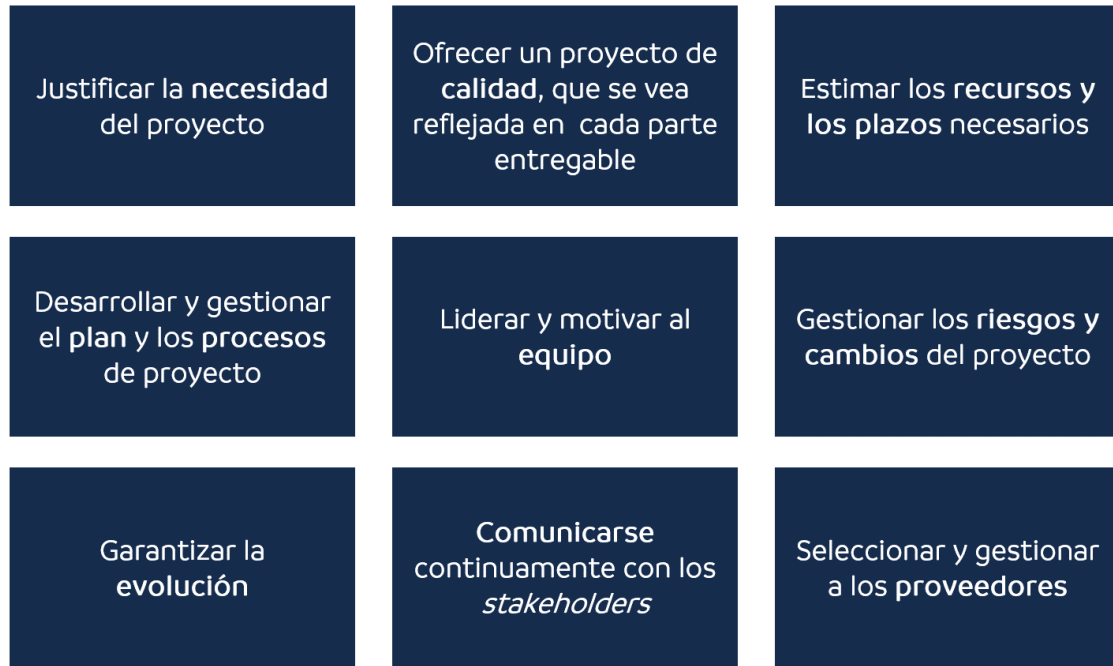 Justificar la necesidad
del proyecto
Ofrecer un proyecto de
calidad, que se vea
reflejada en cada parte
entregable
Estimar los recursos y
los plazos necesarios
Desarrollar y gestionar
el plan y los procesos
de proyecto
Liderar y motivar al
equipo
Gestionar los riesgos y
cambios del proyecto
Garantizar la
evolución
Comunicarse
continuamente con los
stakeholders
Seleccionar y gestionar
a los proveedores